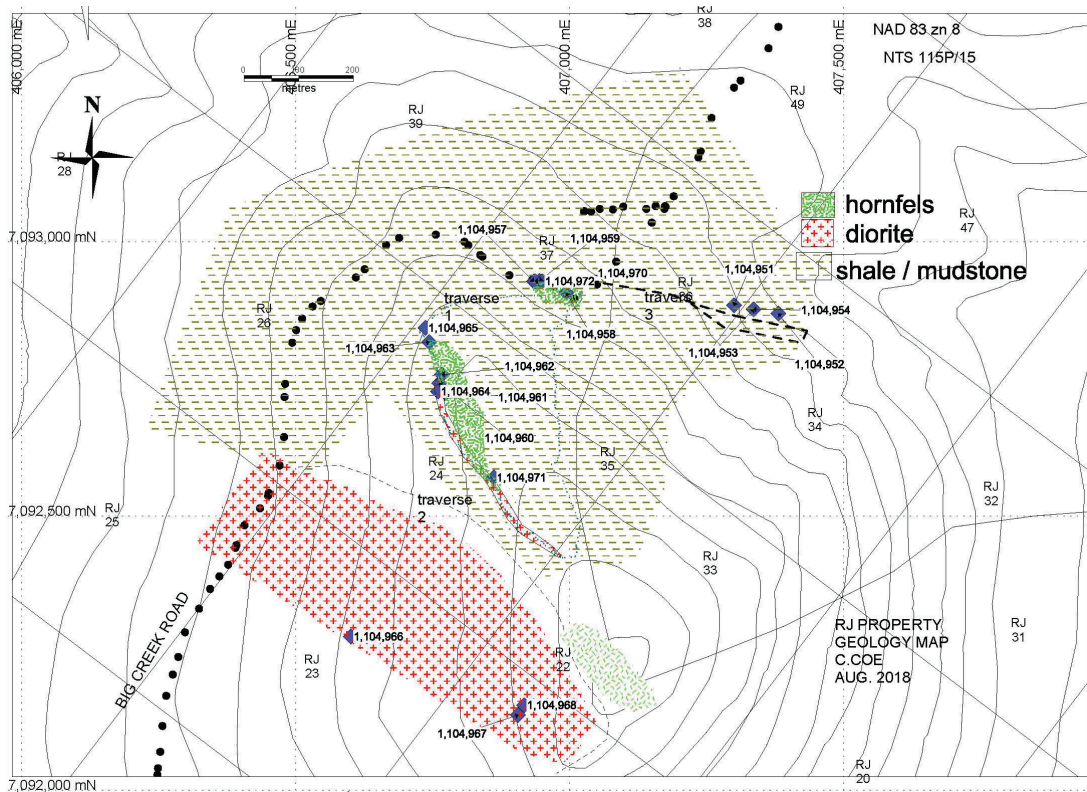 406,000 mE
406,500 mE
407,000 mE
407,500 mE
RJ
38
NAD 83 zn 8
NTS 115P/15
0
200
metres
N
RJ
39
RJ
49
RJ
28
hornfels
diorite
shale / mudstone
RJ
47
7,093,000 mN
1,104,957
RJ
37
1,104,959
1,104,972
1,104,970
1,104,951
RJ
26
traverse
1
traverse
3
1,104,954
1,104,965
1,104,958
1,104,963
1,104,953
1,104,952
1,104,962
1,104,964
1,104,961
RJ
34
1,104,960
RJ
24
RJ
35
1,104,971
traverse
2
RJ
32
7,092,500 mN
RJ
25
RJ
33
BIG CREEK ROAD
RJ PROPERTY
GEOLOGY MAP
C.COE
AUG. 2018
RJ
31
1,104,966
RJ
23
RJ
22
1,104,968
1,104,967
RJ
20
7,092,000 mN